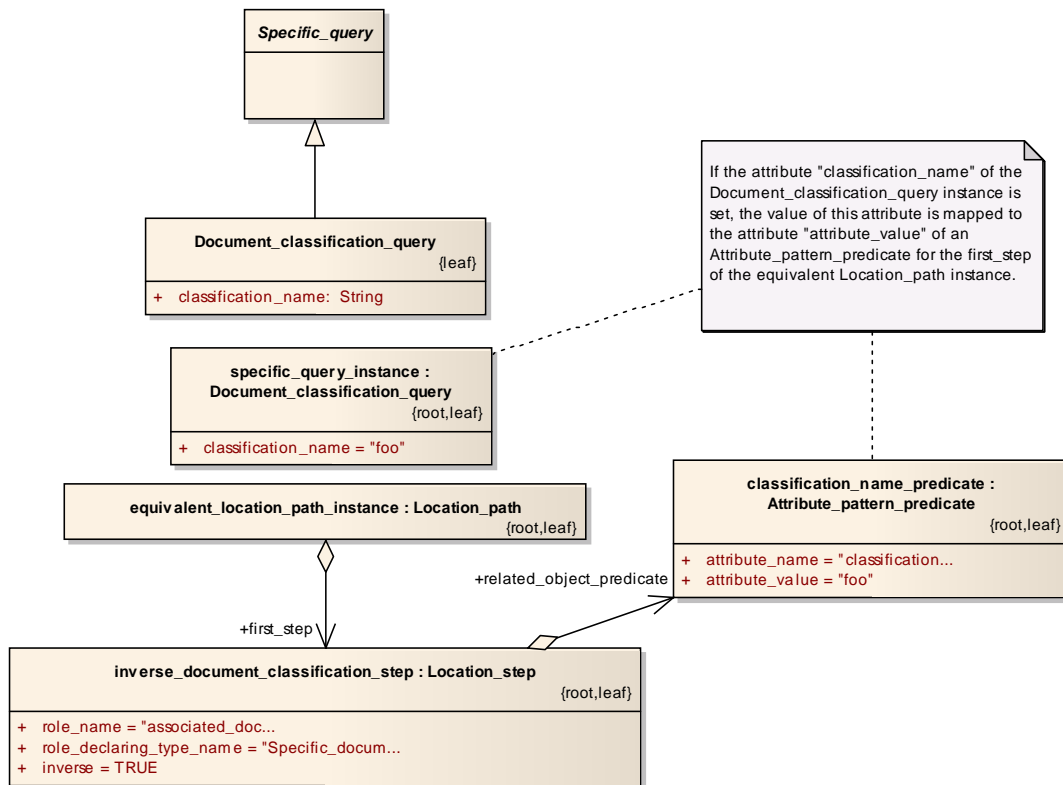 Specific_query
Document_classification_query
{leaf}
+ classification_name: String
If the attribute "classification_name" of the
Document_classification_query instance is
set, the value of this attribute is mapped to
the attribute "attribute_value" of an
Attribute_pattern_predicate for the first_step
of the equivalent Location_path instance.
specific_query_instance :
Document_classification_query
{root,leaf}
+ classification_name = "foo"
equivalent_location_path_instance : Location_path
{root,leaf}
classification_name_predicate :
Attribute_pattern_predicate
{root,leaf}
+ attribute_name = "classification...
+ attribute_value = "foo"
+related_object_predicate
+first_step
inverse_document_classification_step : Location_step
{root,leaf}
+ role_name = "associated_doc...
+ role_declaring_type_name = "Specific_docum...
+ inverse = TRUE